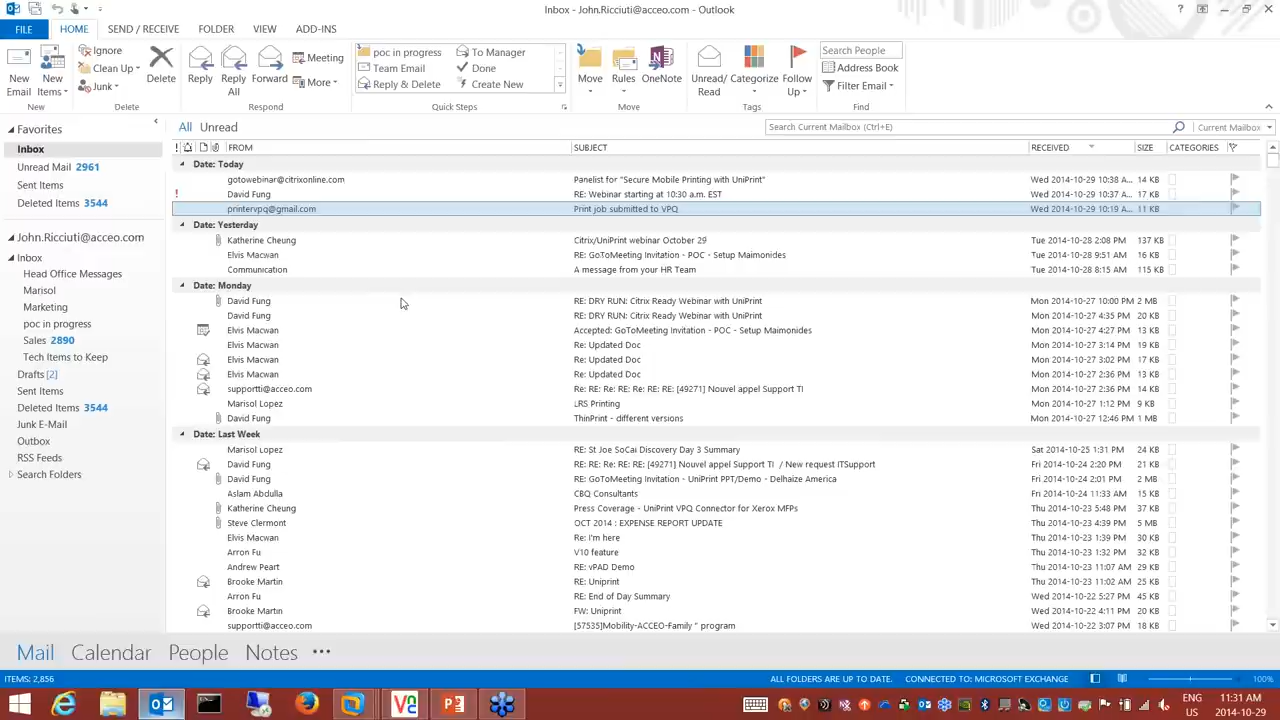 Inbox - John.Ricciuti@acceo.com - Outlook
FILE HOME SEND / RECEIVE FOLDER VIEW ADD-INS
New Email
New Items
New
Ignore
Clean Up
Junk
Delete
Delete
Reply
Reply All
Forward
Meeting
More
Respond
poc in progress
Team Email
Reply & Delete
To Manager
Done
Create New
Quick Steps
Move
Rules
OneNote
Move
Unread/ Read
Categorize
Follow Up
Tags
Search People
Address Book
Filter Email
Find
Favorites
Inbox
Unread Mail 2961
Sent Items
Deleted Items 3544
John.Ricciuti@acceo.com
Inbox
Head Office Messages
Marisol
Marketing
poc in progress
Sales 2890
Tech Items to Keep
Drafts [2]
Sent Items
Deleted Items 3544
Junk E-Mail
Outbox
RSS Feeds
Search Folders
All Unread
Search Current Mailbox (Ctrl+E) Current Mailbox
FROM SUBJECT RECEIVED SIZE CATEGORIES
Date: Today
gotowebinar@citrixonline.com Panelist for "Secure Mobile Printing with UniPrint" Wed 2014-10-29 10:38 A... 14 KB
David Fung RE: Webinar starting at 10:30 a.m. EST Wed 2014-10-29 10:36 A... 20 KB
printervpq@gmail.com Print job submitted to VPQ Wed 2014-10-29 10:19 A... 11 KB
Date: Yesterday
Katherine Cheung Citrix/UniPrint webinar October 29 Tue 2014-10-28 2:08 PM 137 KB
Elvis Macwan RE: GoToMeeting Invitation - POC - Setup Maimonides Tue 2014-10-28 9:51 AM 16 KB
Communication A message from your HR Team Tue 2014-10-28 8:15 AM 115 KB
Date: Monday
David Fung RE: DRY RUN: Citrix Ready Webinar with UniPrint Mon 2014-10-27 10:00 PM 2 MB
David Fung RE: DRY RUN: Citrix Ready Webinar with UniPrint Mon 2014-10-27 4:35 PM 20 KB
Elvis Macwan Accepted: GoToMeeting Invitation - POC - Setup Maimonides Mon 2014-10-27 4:27 PM 13 KB
Elvis Macwan Re: Updated Doc Mon 2014-10-27 3:14 PM 19 KB
Elvis Macwan Re: Updated Doc Mon 2014-10-27 3:02 PM 17 KB
Elvis Macwan Re: Updated Doc Mon 2014-10-27 2:36 PM 13 KB
supportti@acceo.com Re: Re: Re: Re: Re: Re: [49271] Nouvel appel Support TI Mon 2014-10-27 2:36 PM 14 KB
Marisol Lopez LRS Printing Mon 2014-10-27 1:12 PM 9 KB
David Fung ThinPrint - different versions Mon 2014-10-27 12:46 PM 1 MB
Date: Last Week
Marisol Lopez RE: St Joe SoCai Discovery Day 3 Summary Sat 2014-10-25 1:31 PM 24 KB
David Fung RE: Re: Re: RE: RE: [49271] Nouvel appel Support TI / New request ITSupport Fri 2014-10-24 2:20 PM 21 KB
David Fung RE: GoToMeeting Invitation - UniPrint PPT/Demo - Delhaize America Fri 2014-10-24 2:01 PM 2 MB
Aslam Abdulla CBQ Consultants Fri 2014-10-24 11:33 AM 15 KB
Katherine Cheung Press Coverage - UniPrint VPQ Connector for Xerox MFPs Thu 2014-10-23 5:48 PM 37 KB
Steve Clermont OCT 2014 : EXPENSE REPORT UPDATE Thu 2014-10-23 4:39 PM 5 MB
Elvis Macwan Re: I'm here Thu 2014-10-23 1:39 PM 30 KB
Arron Fu V10 feature Thu 2014-10-23 1:32 PM 32 KB
Andrew Peart RE: vPAD Demo Thu 2014-10-23 11:07 AM 29 KB
Brooke Martin RE: Uniprint Thu 2014-10-23 11:02 AM 25 KB
Arron Fu RE: End of Day Summary Wed 2014-10-22 5:27 PM 45 KB
Brooke Martin FW: Uniprint Wed 2014-10-22 4:11 PM 20 KB
supportti@acceo.com [57535]Mobility-ACCEO-Family " program Wed 2014-10-22 3:07 PM 18 KB
Mail Calendar People Notes •••
ITEMS: 2,856 ALL FOLDERS ARE UP TO DATE. CONNECTED TO: MICROSOFT EXCHANGE 100%
ENG US
11:31 AM
2014-10-29